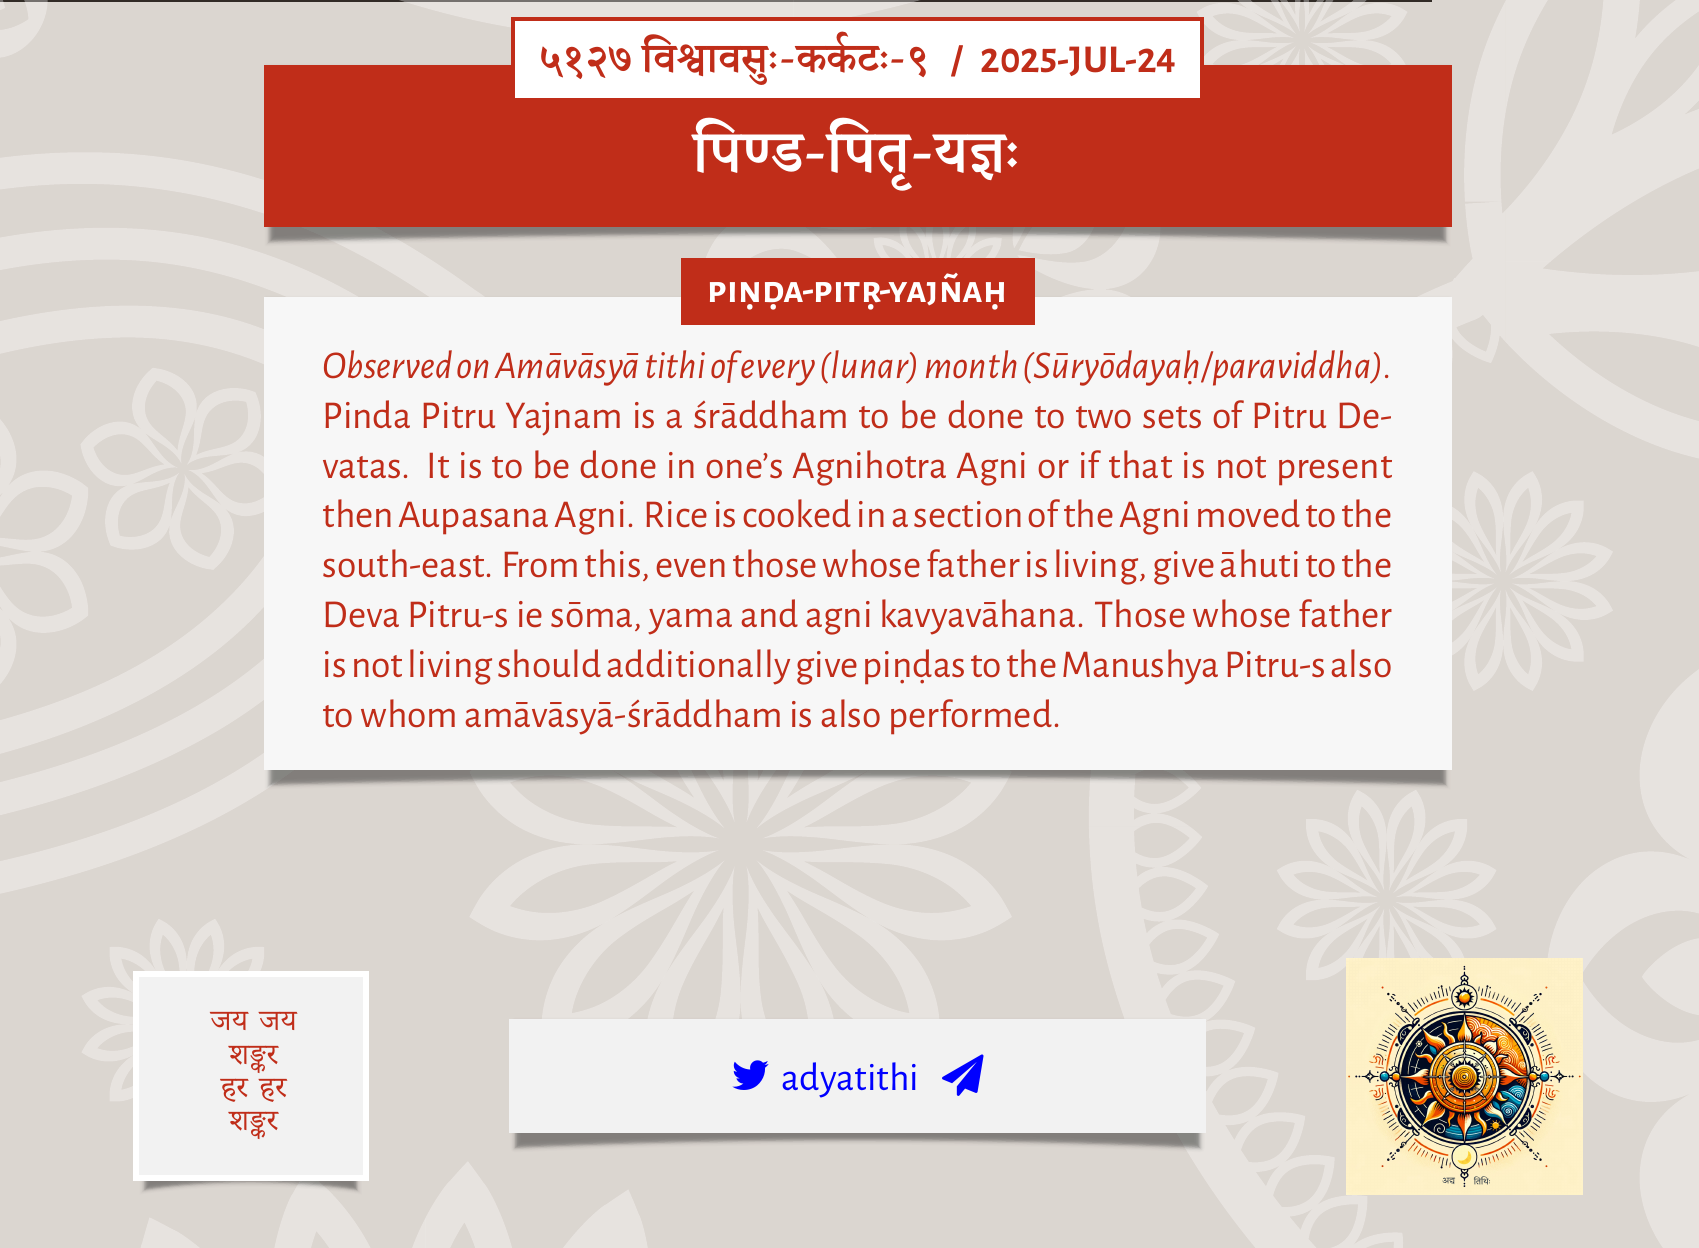 ५१२७ विश्वावसुः-कर्कटः-९ / 2025-JUL-24
पिण्ड-पितृ-यज्ञः
PIṆḌA-PITṚ-YAJÑAḤ
Observed on Amāvāsyā tithi of every (lunar) month (Sūryōdayaḥ/paraviddha).
Pinda Pitru Yajnam is a śrāddham to be done to two sets of Pitru De-
vatas. It is to be done in one’s Agnihotra Agni or if that is not present
then Aupasana Agni. Rice is cooked in a section of the Agni moved to the
south-east. From this, even those whose father is living, give āhuti to the
Deva Pitru-s ie sōma, yama and agni kavyavāhana. Those whose father
is not living should additionally give piṇḍas to the Manushya Pitru-s also
to whom amāvāsyā-śrāddham is also performed.
जय जय
शङ्कर
हर हर
शङ्कर
adyatithi
अद्य तिथिः